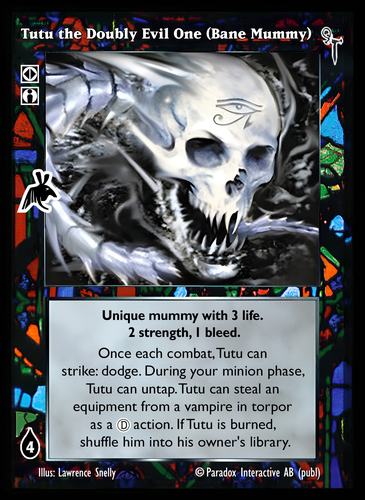 Tutu the Doubly Evil One (Bane Mummy)
Unique mummy with 3 life.
2 strength, 1 bleed.
Once each combat, Tutu can
strike: dodge. During your minion phase,
Tutu can untap. Tutu can steal an
equipment from a vampire in torpor
as a Ⓓ action. If Tutu is burned,
shuffle him into his owner's library.
4
Illus: Lawrence Snelly © Paradox Interactive AB (publ)